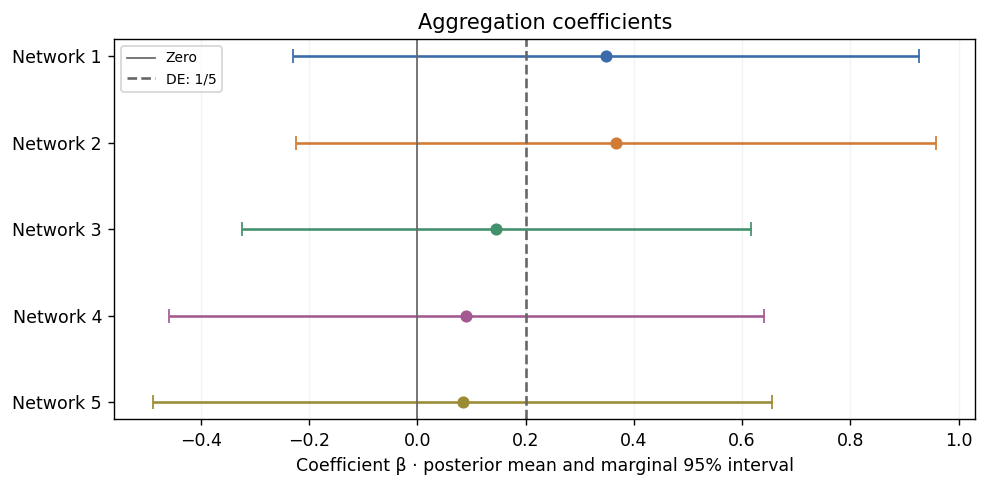 Aggregation coefficients
Network 1
Network 2
Network 3
Network 4
Network 5
Zero
DE: 1/5
−0.4 −0.2 0.0 0.2 0.4 0.6 0.8 1.0
Coefficient β · posterior mean and marginal 95% interval